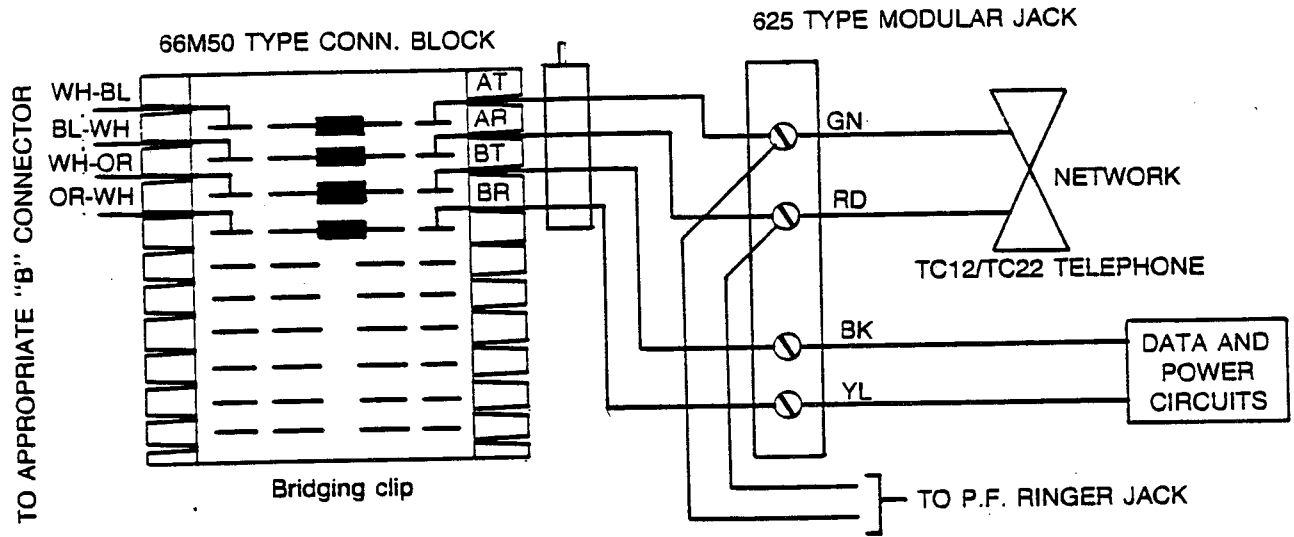 625 TYPE MODULAR JACK
66M50 TYPE CONN. BLOCK
TO APPROPRIATE "B" CONNECTOR
WH-BL
BL-WH
WH-OR
OR-WH
AT
AR
BT
BR
GN
RD
NETWORK
TC12/TC22 TELEPHONE
BK
YL
DATA AND
POWER
CIRCUITS
Bridging clip
TO P.F. RINGER JACK